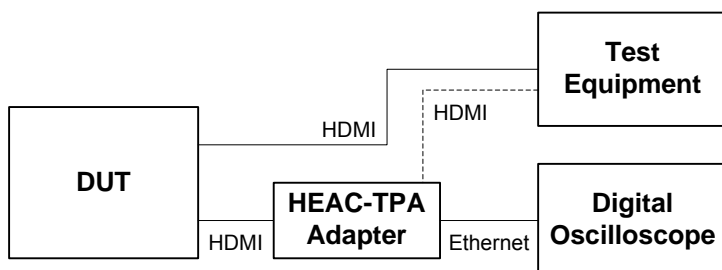 Test
Equipment
HDMI
HDMI
DUT
HEAC-TPA
Adapter
HDMI
Ethernet
Digital
Oscilloscope